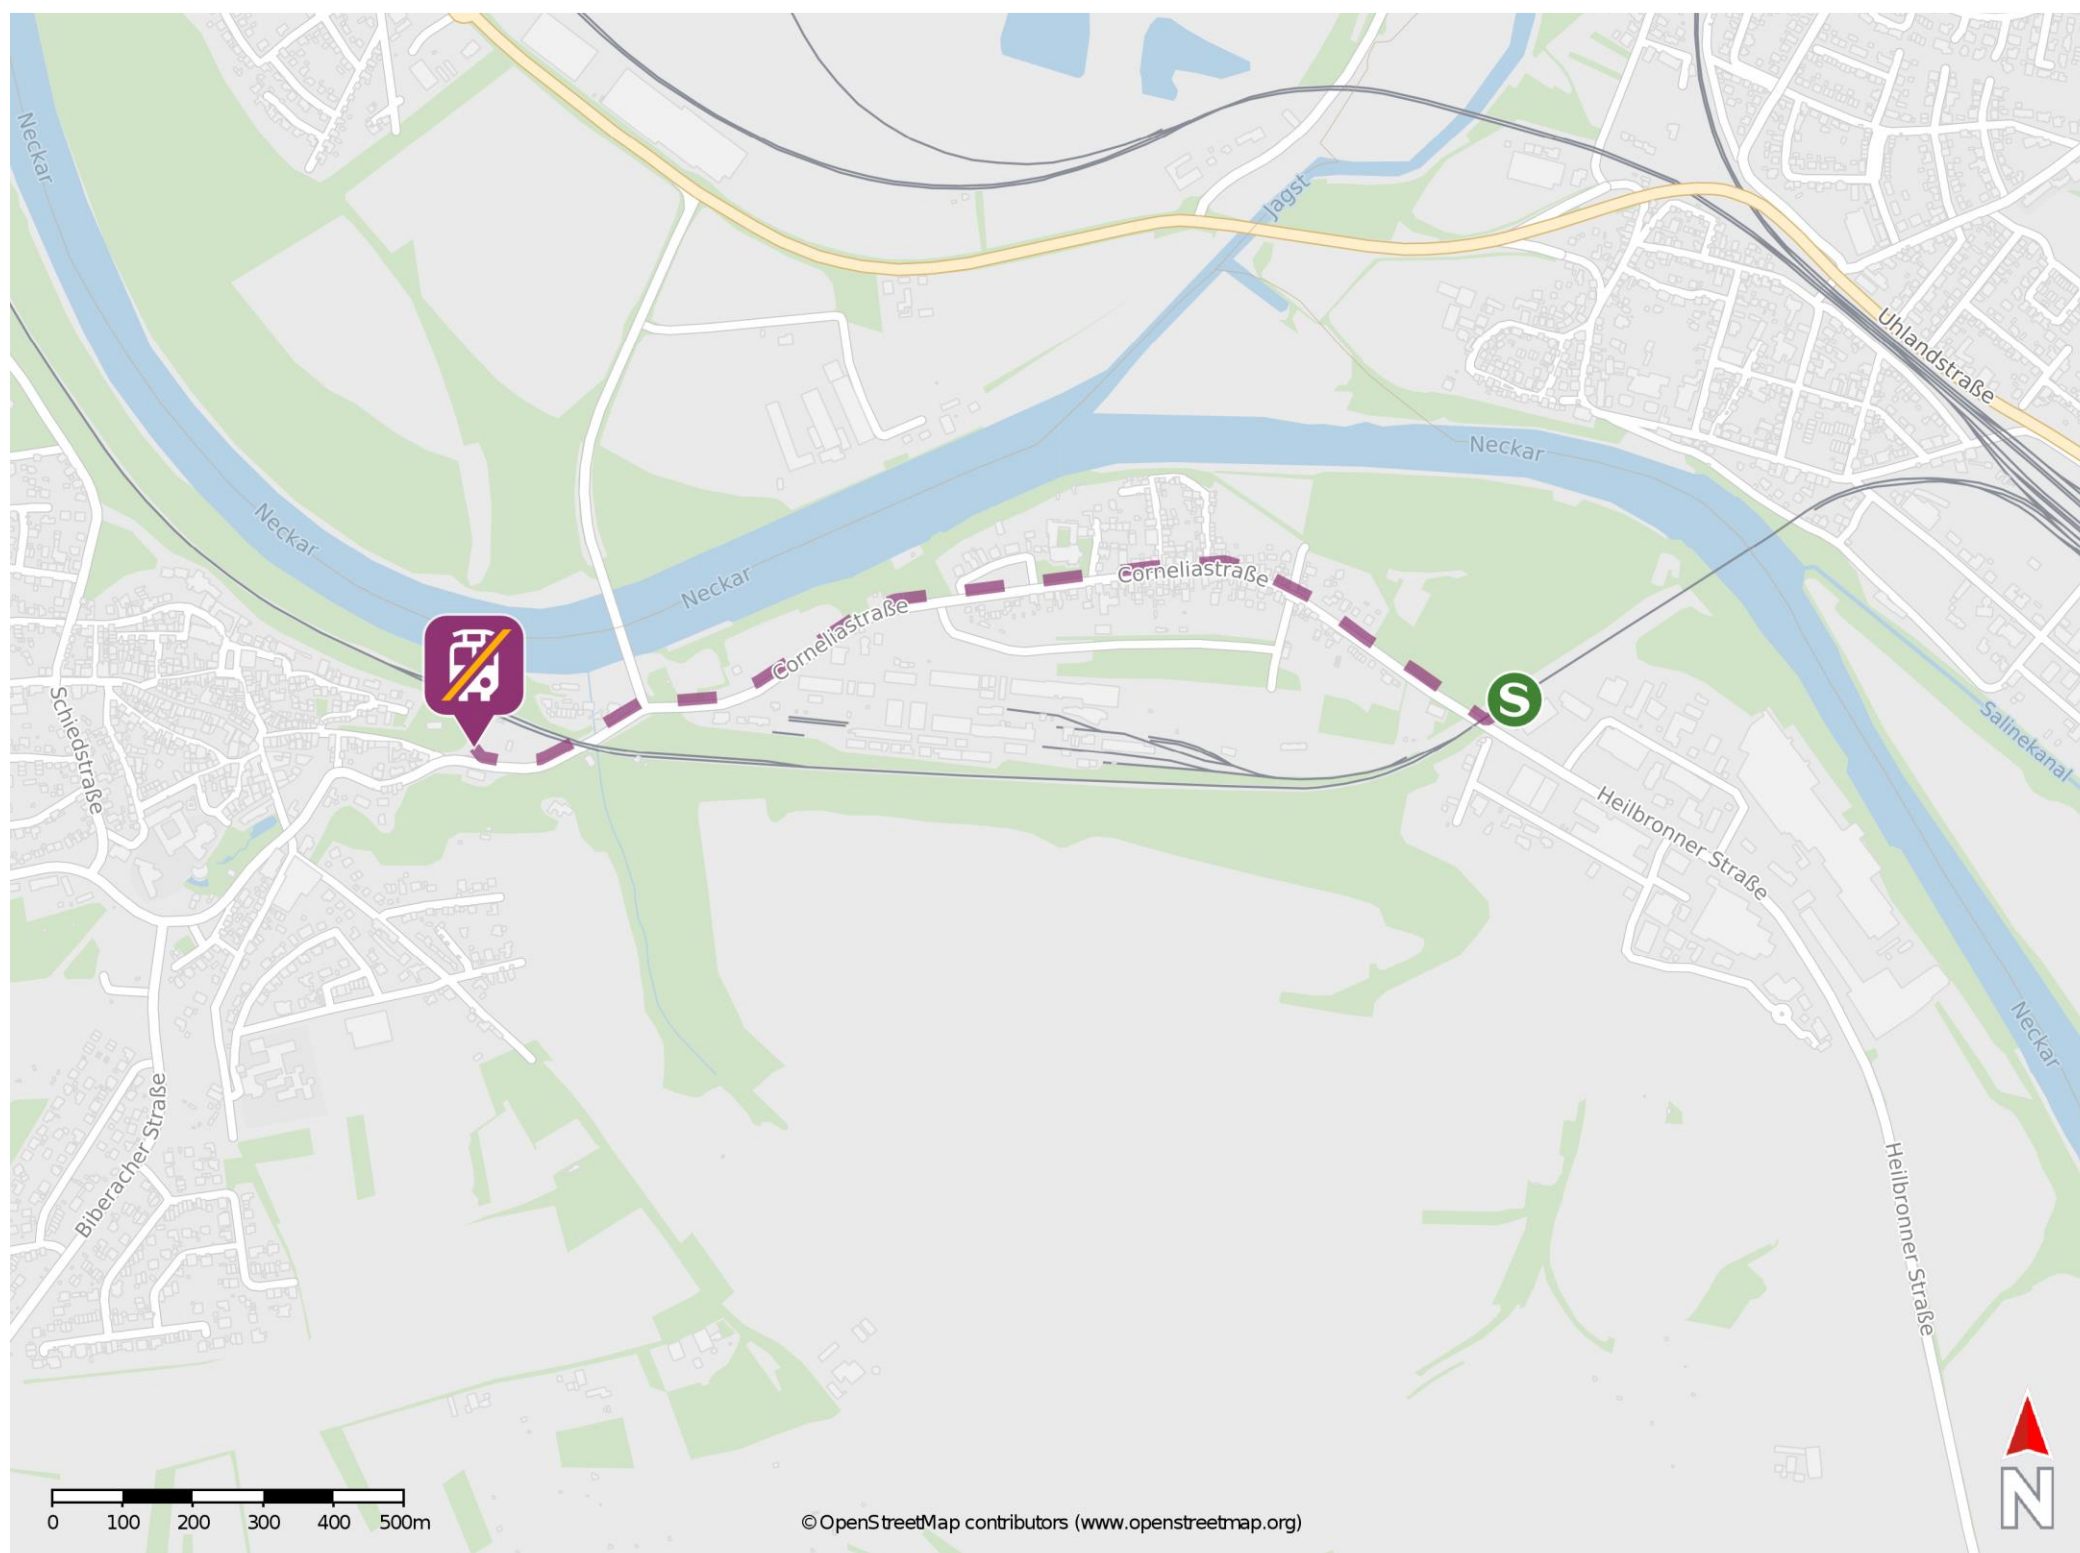 Neckar
Jagst
Uhlandstraße
Neckar
Neckar
Neckar
Corneliastraße
Corneliastraße
S
Schiedstraße
Salinekanal
Heilbronner Straße
Neckar
Biberacher Straße
Heilbronner Straße
N
0 100 200 300 400 500m
© OpenStreetMap contributors (www.openstreetmap.org)